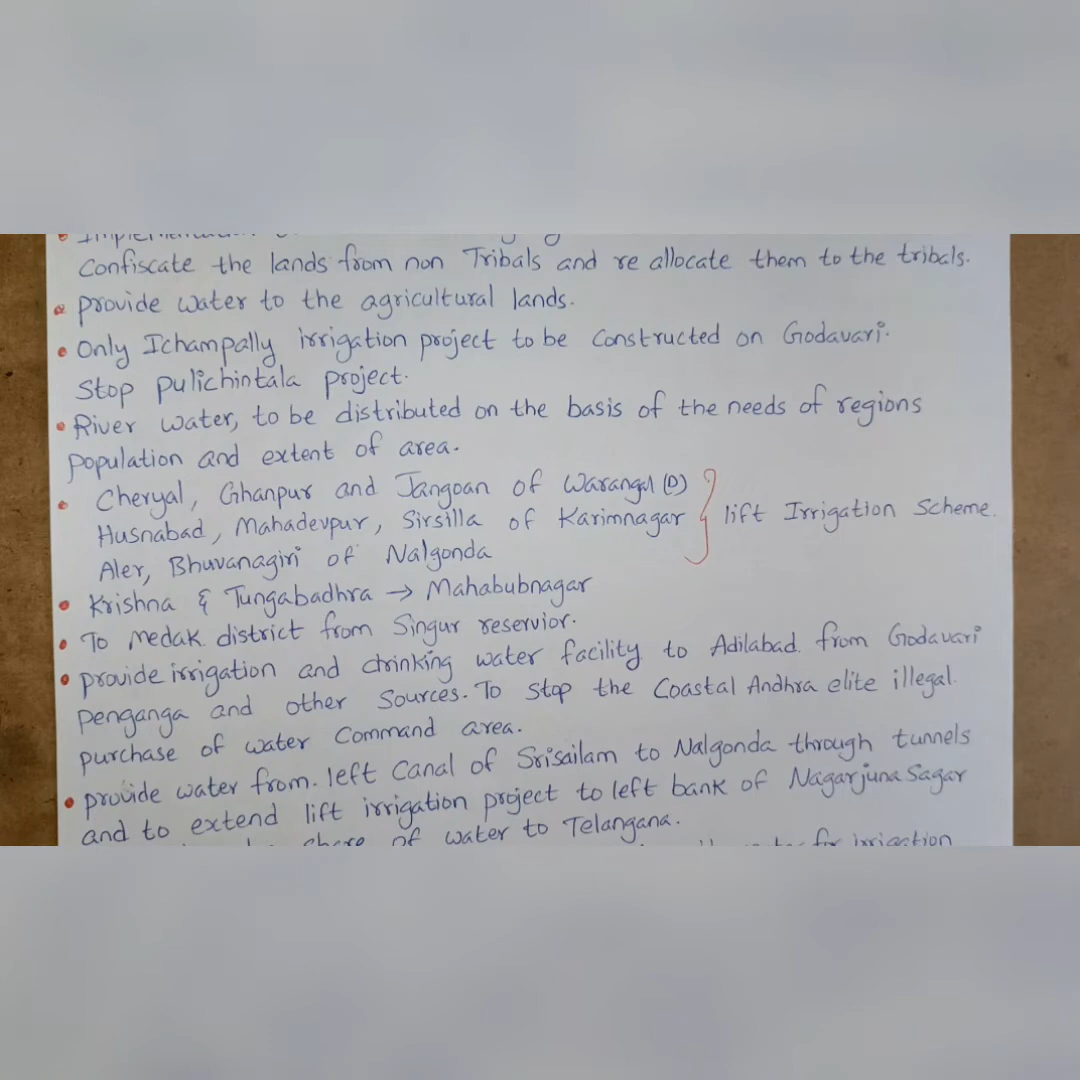 Confiscate the lands from non Tribals and re allocate them to the tribals.
• provide water to the agricultural lands.
• Only Ichampally irrigation project to be constructed on Godavari.
Stop pulichintala project.
• River water, to be distributed on the basis of the needs of regions
population and extent of area.
• Cheryal, Ghanpur and Jangoan of Warangal (D)
Husnabad, Mahadevpur, Sirsilla of Karimnagar } lift Irrigation Scheme.
Aler, Bhuvanagiri of Nalgonda
• Krishna & Tungabadhra → Mahabubnagar
• To Medak district from Singur reservior.
• provide irrigation and drinking water facility to Adilabad from Godavari
penganga and other sources. To stop the Coastal Andhra elite illegal
purchase of water Command area.
• provide water from left Canal of Srisailam to Nalgonda through tunnels
and to extend lift irrigation project to left bank of Nagarjuna Sagar
share of water to Telangana.
for irrigation